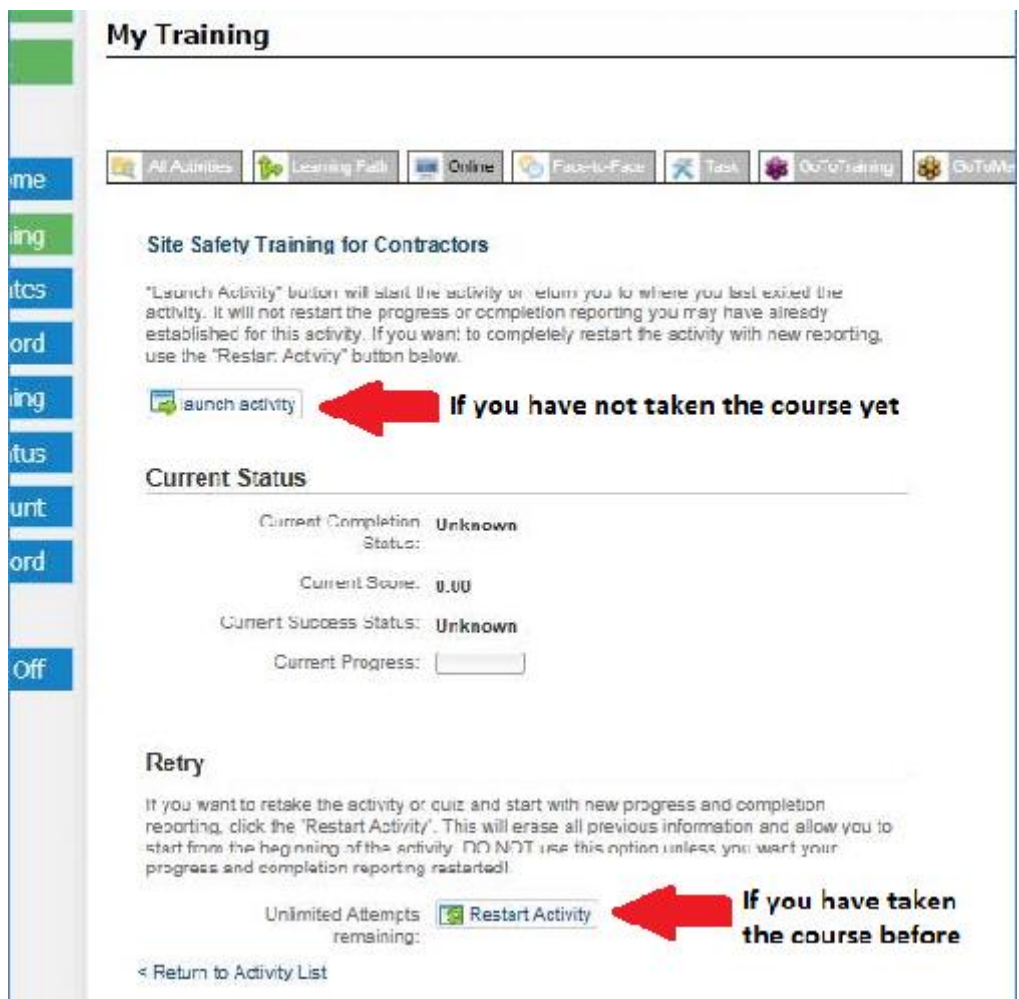 My Training
All Activities Learning Path Online Face-to-Face Task GoToTraining GoToMe
ome
ing
ates
ord
ing
tus
unt
ord
Off
Site Safety Training for Contractors
"Launch Activity" button will start the activity or return you to where you last exited the
activity. It will not restart the progress or completion reporting you may have already
established for this activity. If you want to completely restart the activity with new reporting,
use the "Restart Activity" button below.
launch activity If you have not taken the course yet
Current Status
Current Completion Unknown
Status:
Current Score: 0.00
Current Success Status: Unknown
Current Progress:
Retry
If you want to retake the activity or quiz and start with new progress and completion
reporting, click the "Restart Activity". This will erase all previous information and allow you to
start from the beginning of the activity. DO NOT use this option unless you want your
progress and completion reporting restarted!
Unlimited Attempts Restart Activity If you have taken
remaining: the course before
< Return to Activity List